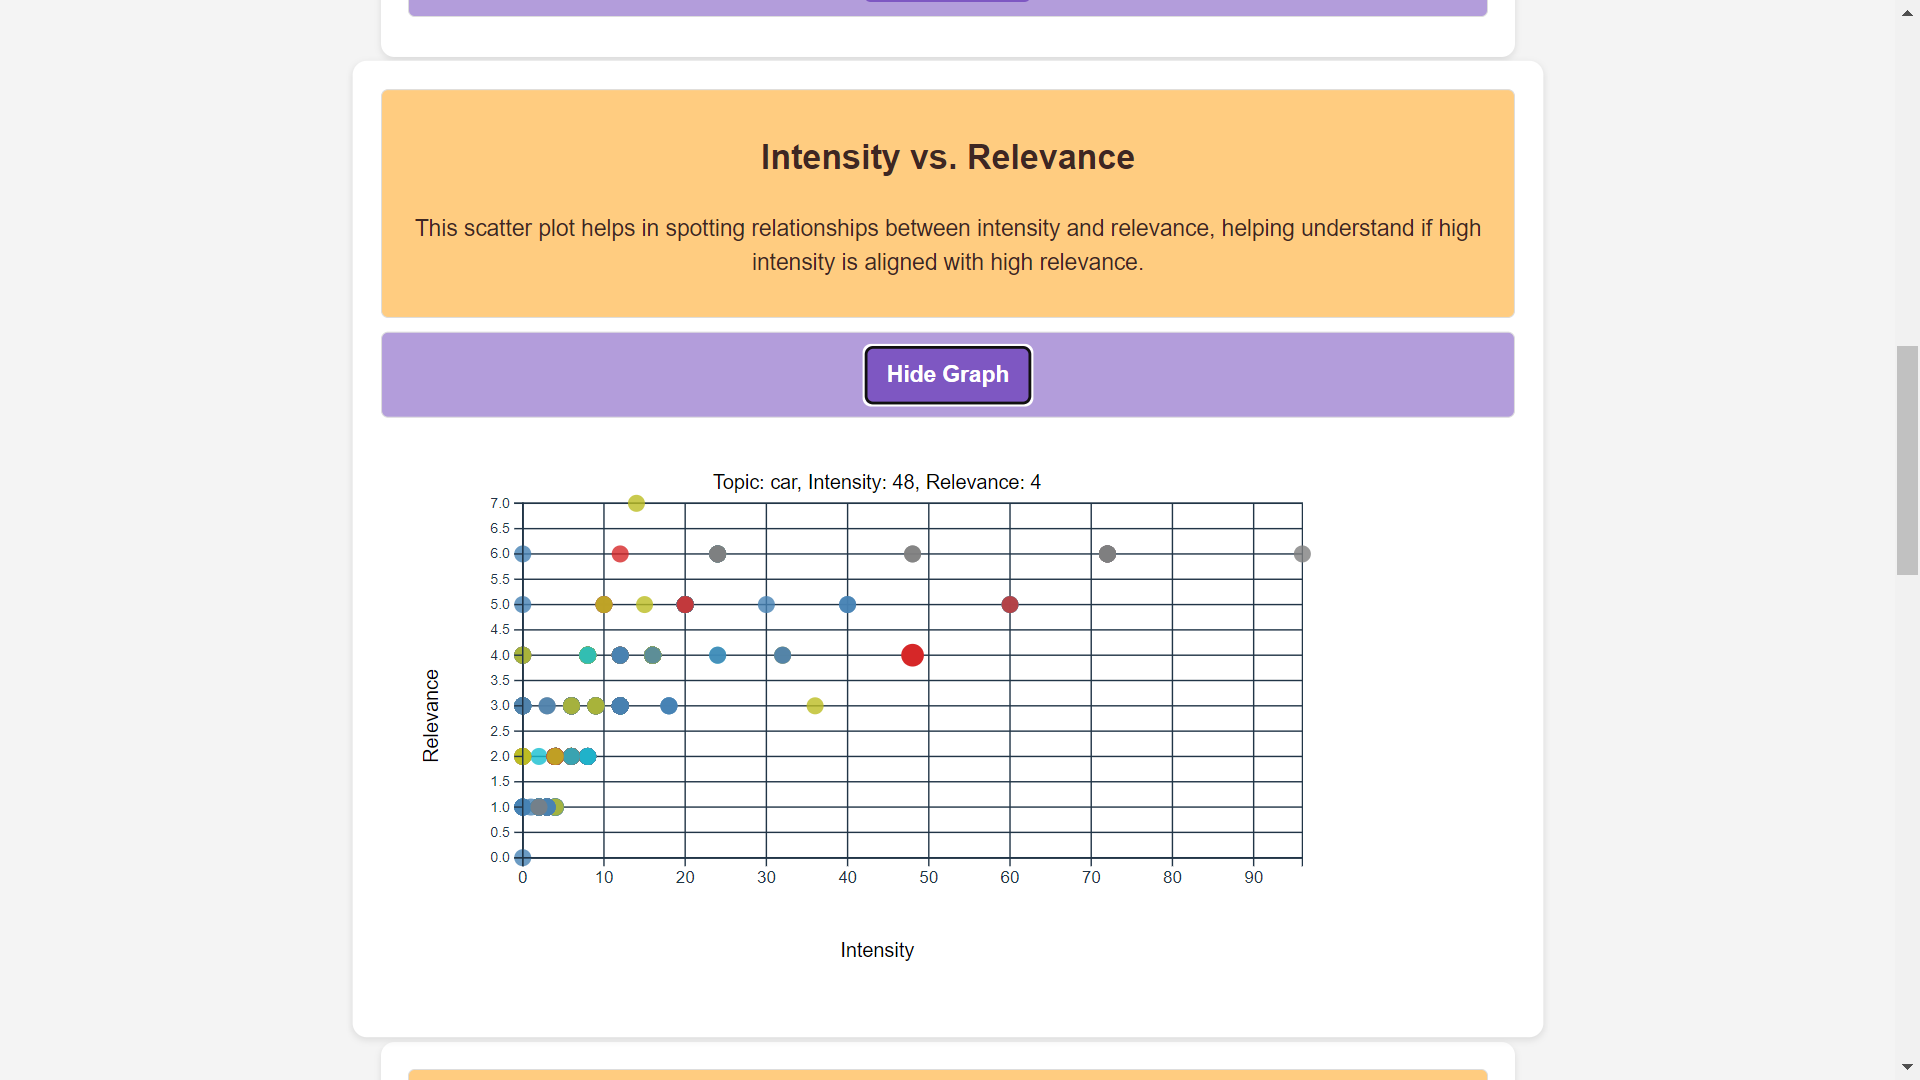 Intensity vs. Relevance
This scatter plot helps in spotting relationships between intensity and relevance, helping understand if high
intensity is aligned with high relevance.
Hide Graph
Topic: car, Intensity: 48, Relevance: 4
7.0
6.5
6.0
5.5
5.0
4.5
4.0
3.5
3.0
2.5
2.0
1.5
1.0
0.5
0.0
Relevance
0 10 20 30 40 50 60 70 80 90
Intensity